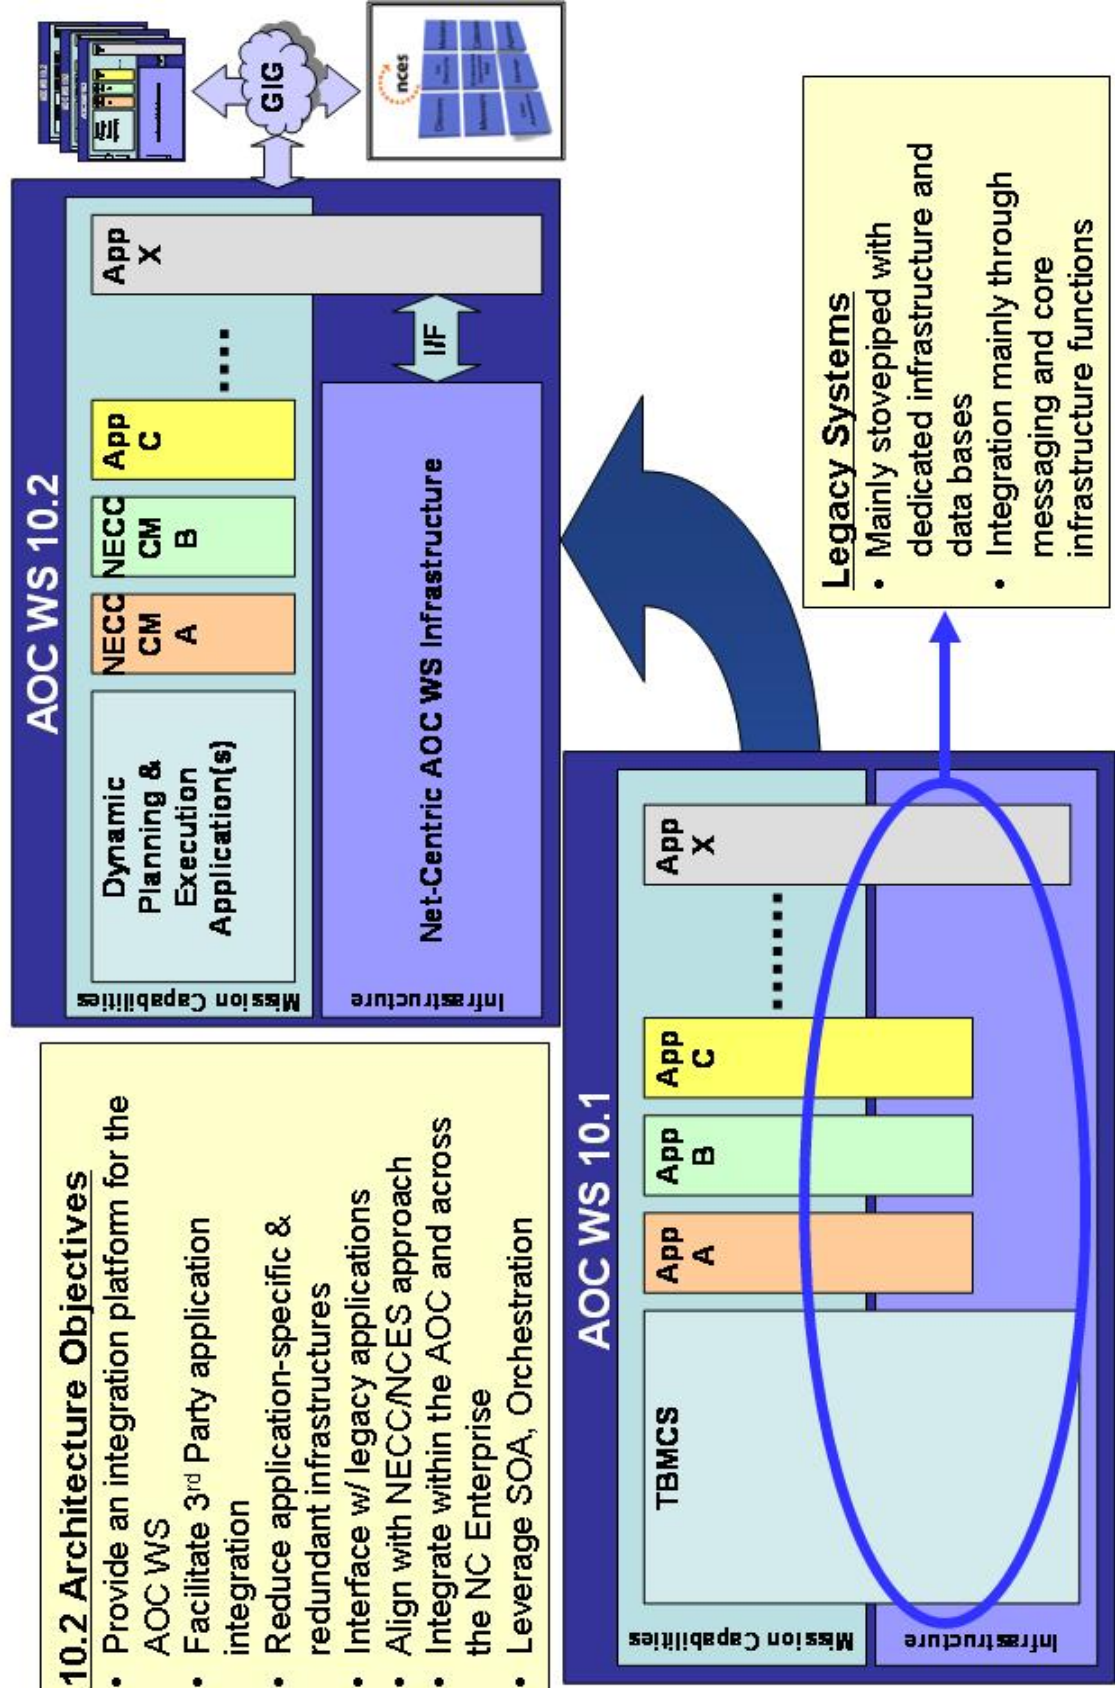 10.2 Architecture Objectives
• Provide an integration platform for the
AOC WS
• Facilitate 3rd Party application
integration
• Reduce application-specific &
redundant infrastructures
• Interface w/ legacy applications
• Align with NECC/NCES approach
• Integrate within the AOC and across
the NC Enterprise
• Leverage SOA, Orchestration
AOC WS 10.2
Mission Capabilities
Dynamic
Planning &
Execution
Application(s)
NECC
CM
A
NECC
CM
B
App
C
....
App
X
Infrastructure
Net-Centric AOC WS Infrastructure
I/F
GIG
nces
AOC WS 10.1
Mission Capabilities
TBMCS
App
A
App
B
App
C
.......
App
X
Infrastructure
Legacy Systems
• Mainly stovepiped with
dedicated infrastructure and
data bases
• Integration mainly through
messaging and core
infrastructure functions